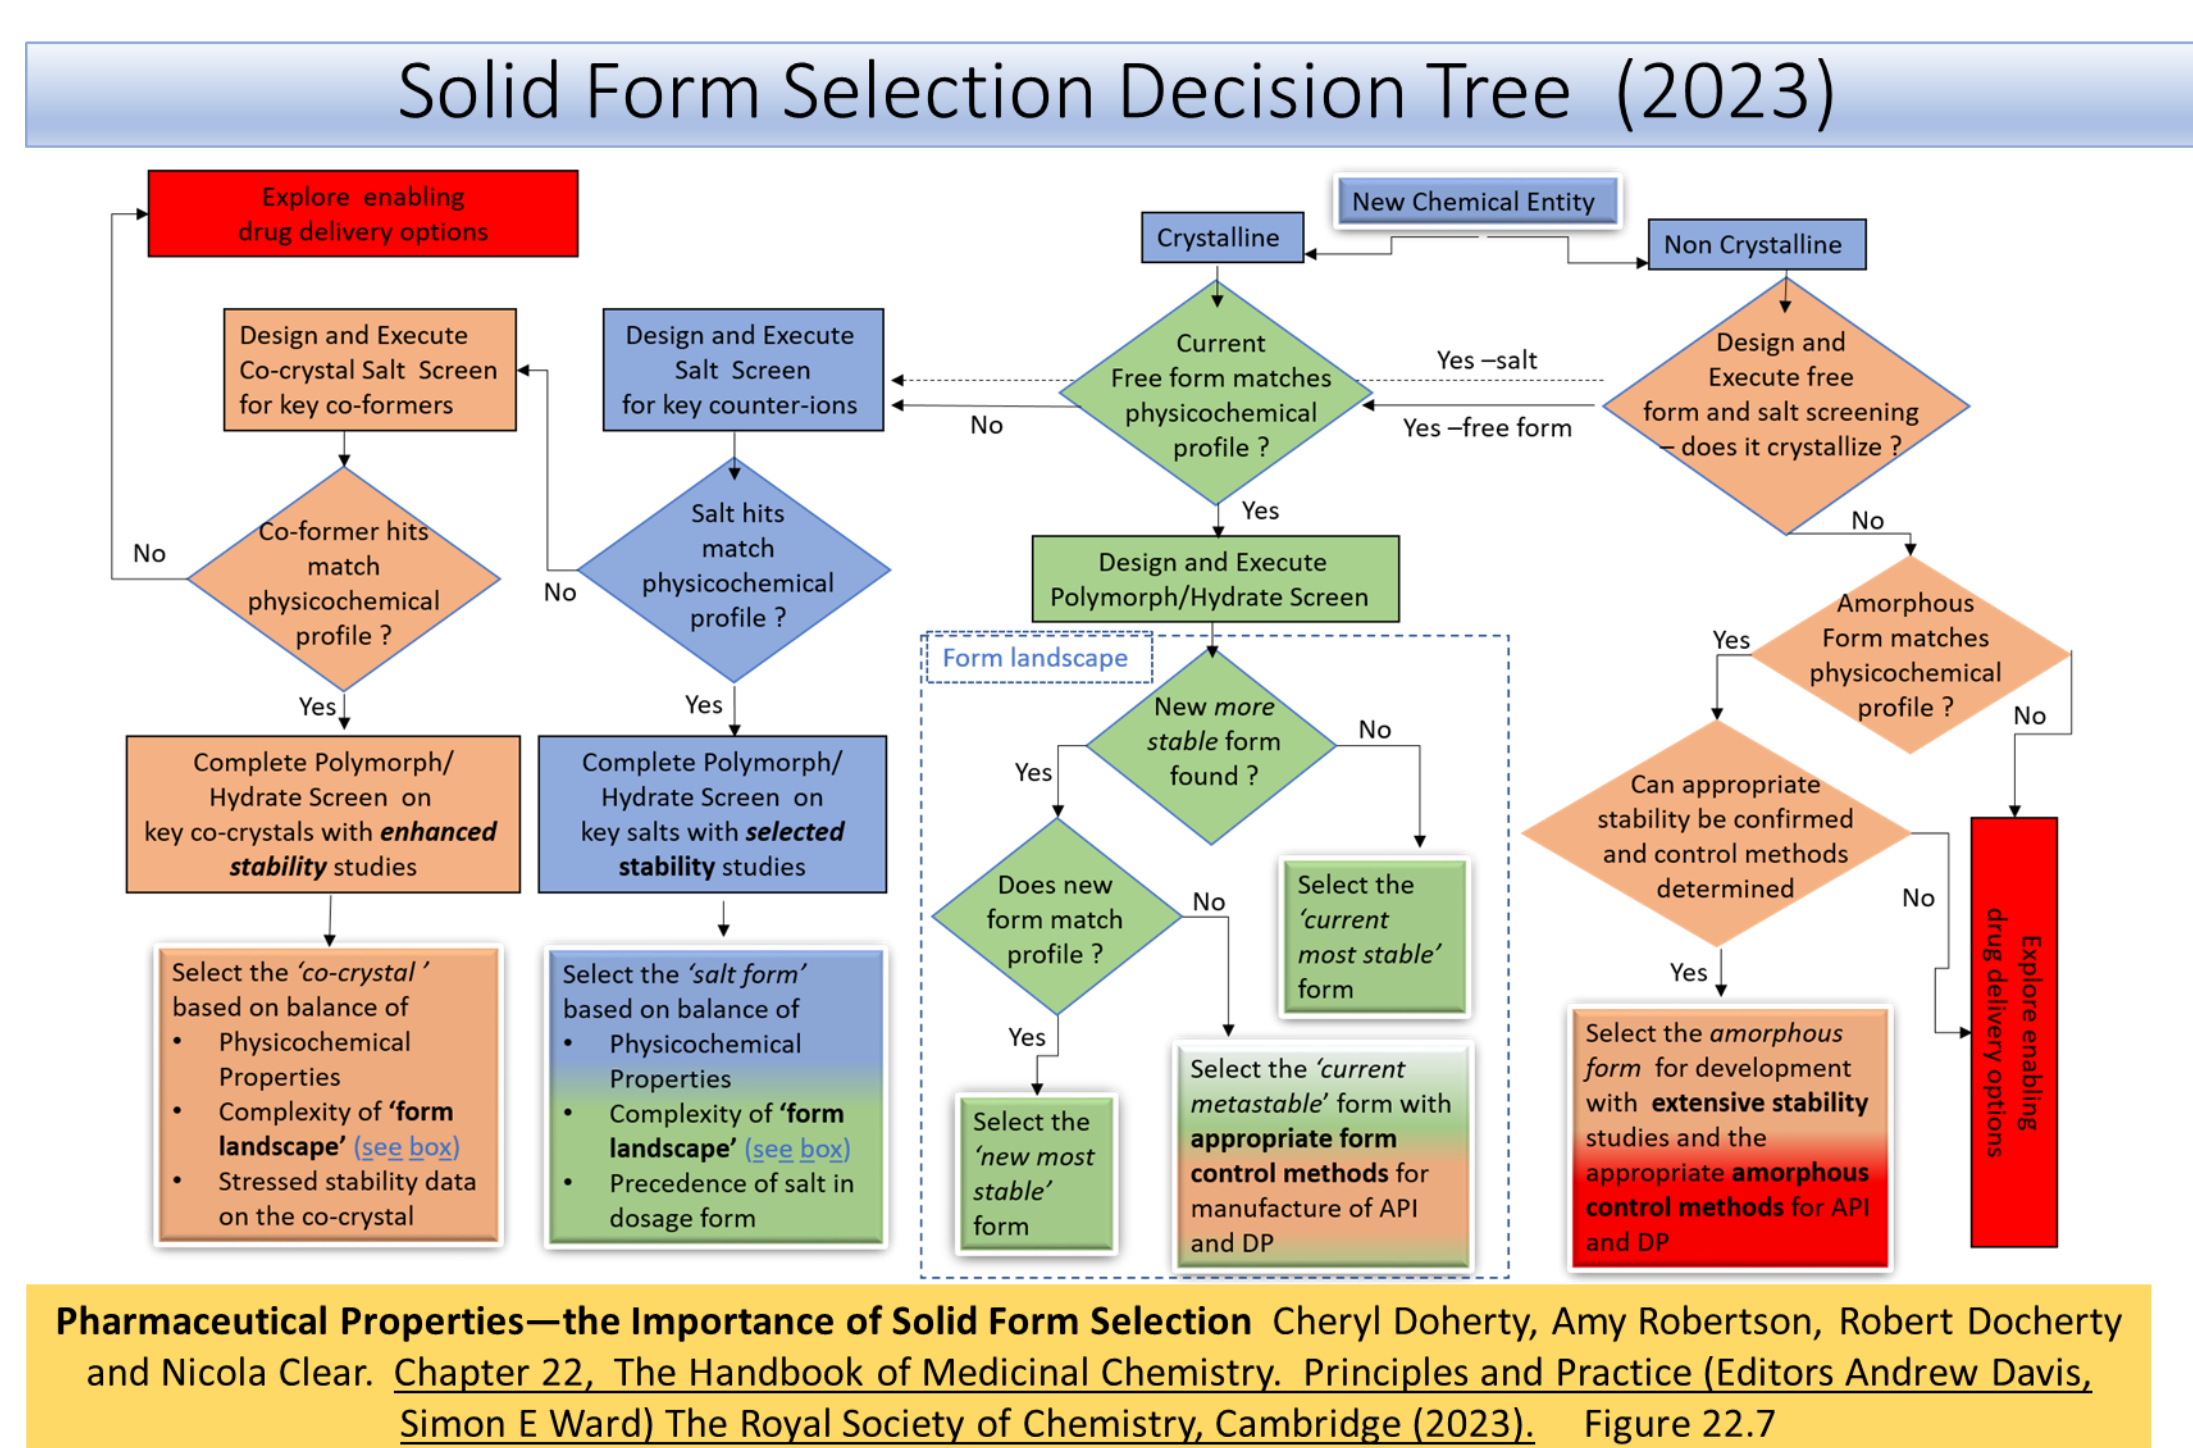 Solid Form Selection Decision Tree (2023)
Explore enabling
drug delivery options
New Chemical Entity
Crystalline
Non Crystalline
Design and Execute
Co-crystal Salt Screen
for key co-formers
Design and Execute
Salt Screen
for key counter-ions
Current
Free form matches
physicochemical
profile ?
Yes –salt
Yes –free form
No
Design and
Execute free
form and salt screening
– does it crystallize ?
Co-former hits
match
physicochemical
profile ?
No
Yes
Salt hits
match
physicochemical
profile ?
No
Yes
Yes
Design and Execute
Polymorph/Hydrate Screen
No
Amorphous
Form matches
physicochemical
profile ?
Yes
No
Form landscape
New more
stable form
found ?
Yes
No
Complete Polymorph/
Hydrate Screen on
key co-crystals with enhanced
stability studies
Complete Polymorph/
Hydrate Screen on
key salts with selected
stability studies
Does new
form match
profile ?
No
Yes
Select the
‘current
most stable’
form
Can appropriate
stability be confirmed
and control methods
determined
No
Yes
Select the ‘co-crystal ’
based on balance of
• Physicochemical
Properties
• Complexity of ‘form
landscape’ (see box)
• Stressed stability data
on the co-crystal
Select the ‘salt form’
based on balance of
• Physicochemical
Properties
• Complexity of ‘form
landscape’ (see box)
• Precedence of salt in
dosage form
Select the
‘new most
stable’
form
Select the ‘current
metastable’ form with
appropriate form
control methods for
manufacture of API
and DP
Select the amorphous
form for development
with extensive stability
studies and the
appropriate amorphous
control methods for API
and DP
Explore enabling
drug delivery options
Pharmaceutical Properties—the Importance of Solid Form Selection Cheryl Doherty, Amy Robertson, Robert Docherty
and Nicola Clear. Chapter 22, The Handbook of Medicinal Chemistry. Principles and Practice (Editors Andrew Davis,
Simon E Ward) The Royal Society of Chemistry, Cambridge (2023). Figure 22.7